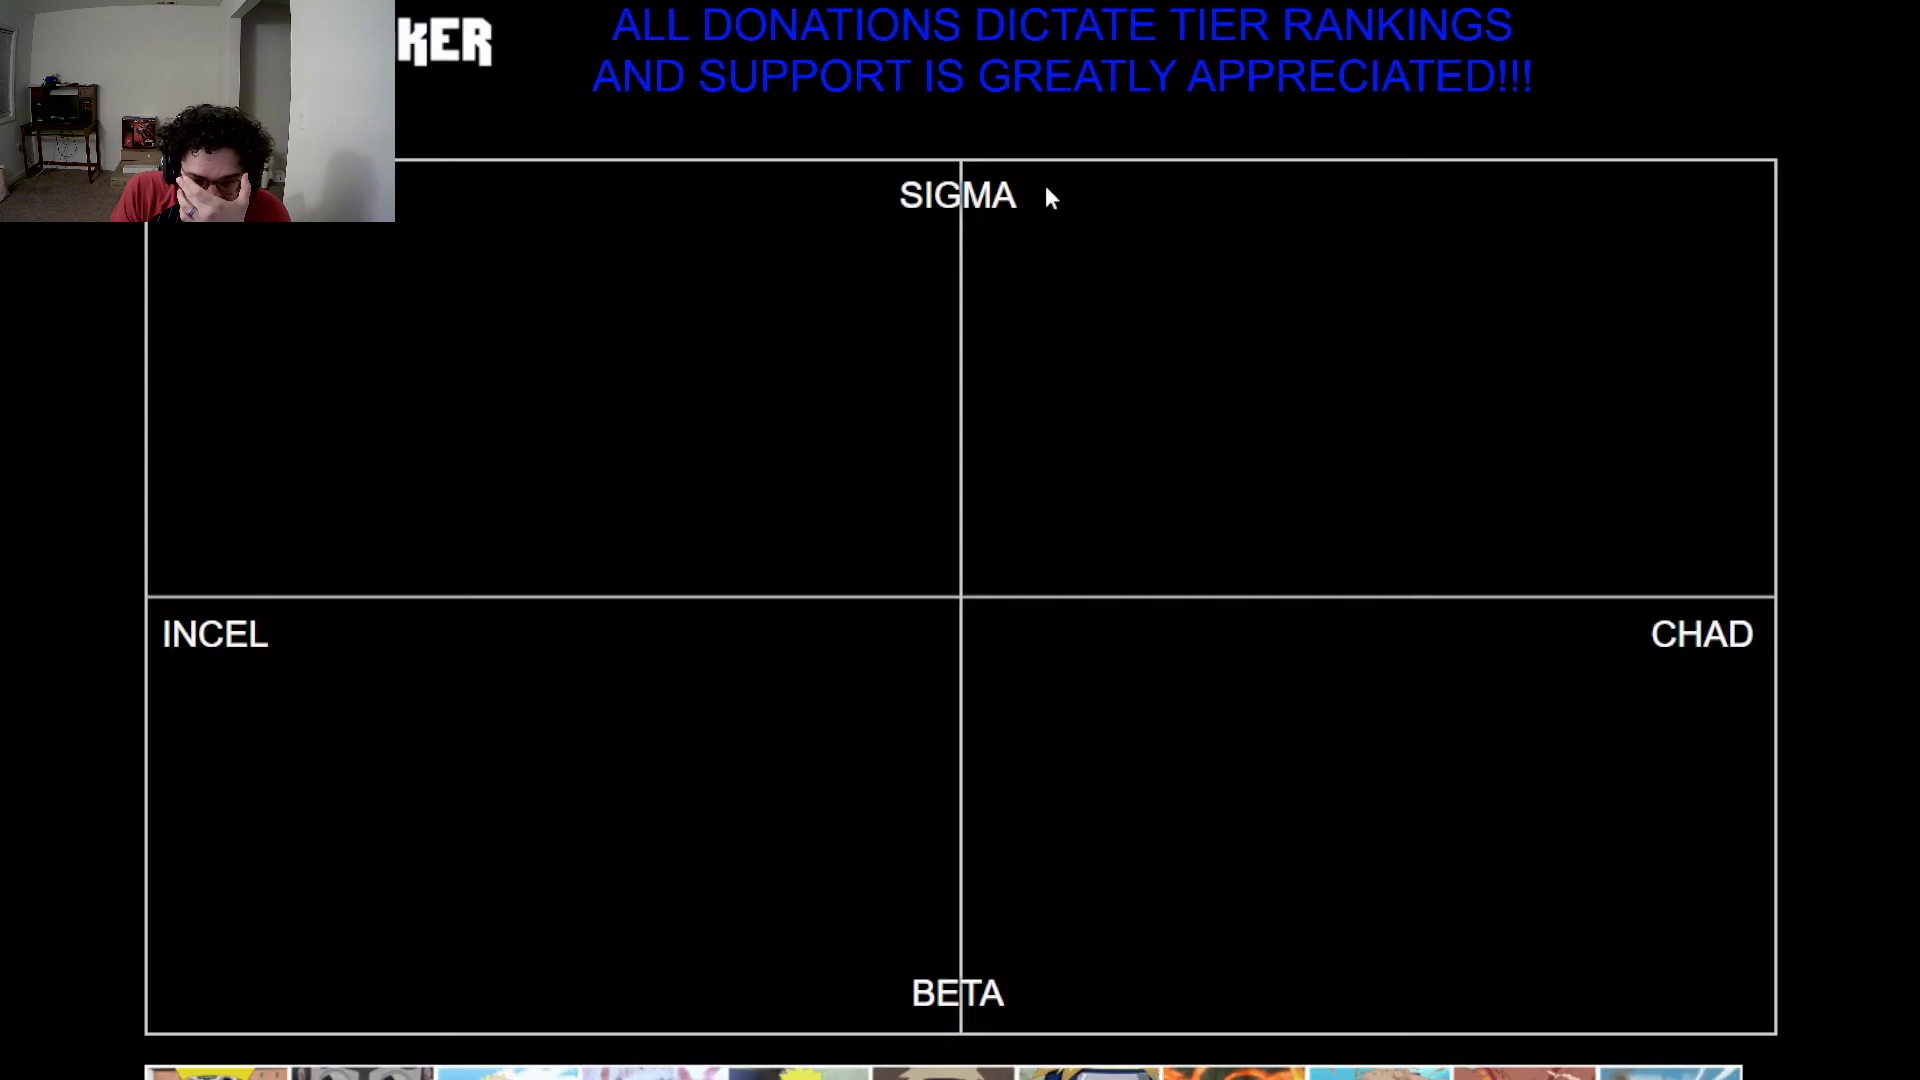 KER
ALL DONATIONS DICTATE TIER RANKINGS
AND SUPPORT IS GREATLY APPRECIATED!!!
SIGMA
INCEL
CHAD
BETA